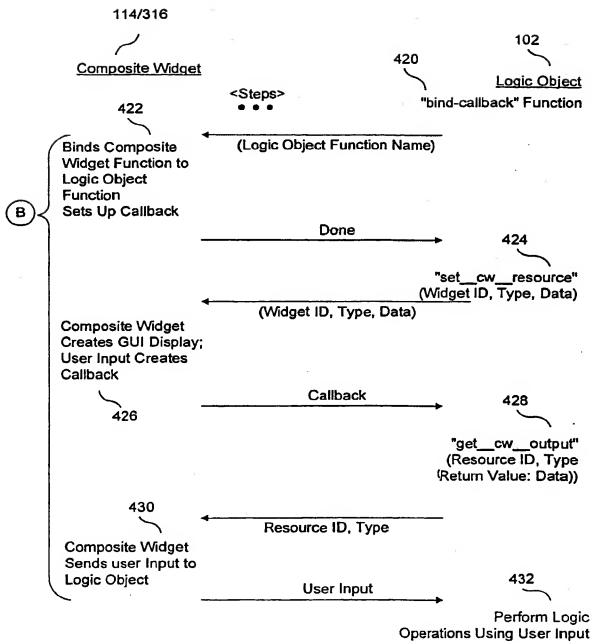 114/316
102
420
Composite Widget
Logic Object
<Steps>
"bind-callback" Function
422
(Logic Object Function Name)
Binds Composite
Widget Function to
Logic Object
Function
Sets Up Callback
B
Done
424
"set__cw__resource"
(Widget ID, Type, Data)
(Widget ID, Type, Data)
Composite Widget
Creates GUI Display;
User Input Creates
Callback
426
Callback
428
"get__cw__output"
(Resource ID, Type
(Return Value: Data))
430
Resource ID, Type
Composite Widget
Sends user Input to
Logic Object
User Input
432
Perform Logic
Operations Using User Input